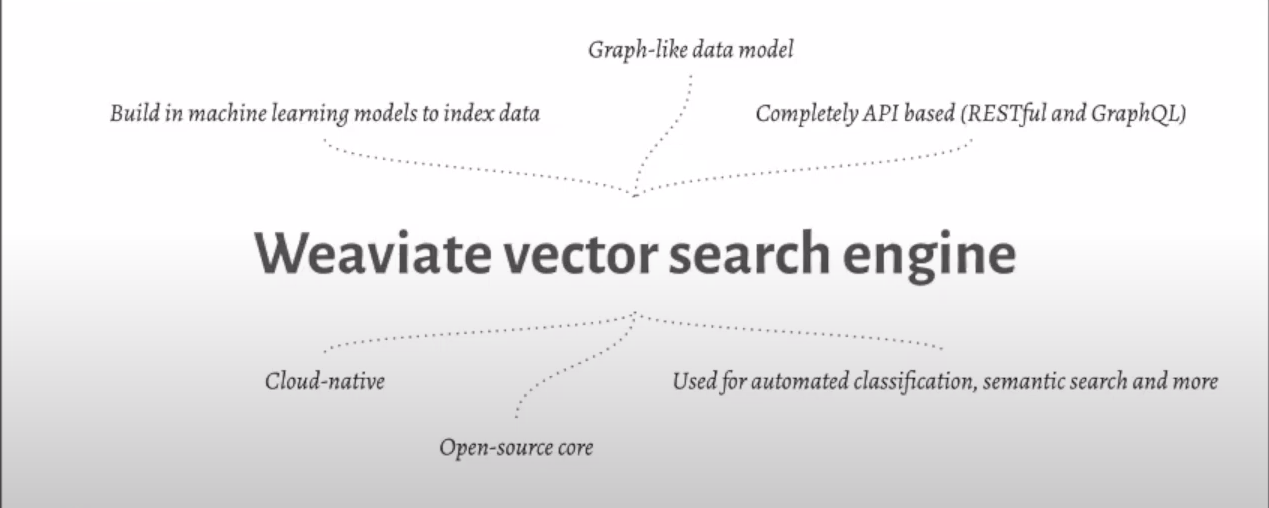 Graph-like data model
Build in machine learning models to index data
Completely API based (RESTful and GraphQL)
Weaviate vector search engine
Cloud-native
Used for automated classification, semantic search and more
Open-source core